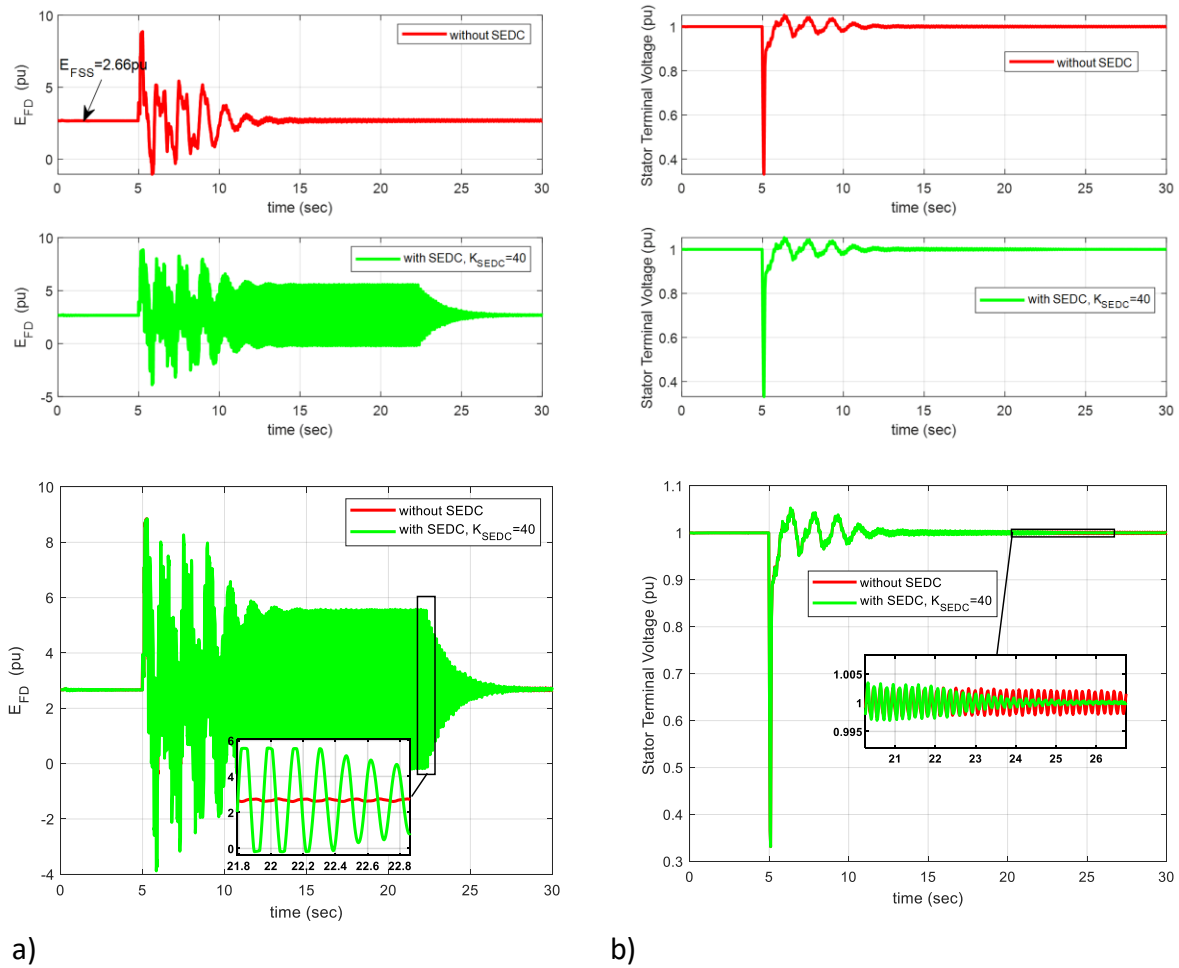 10
5
0
E_FD (pu)
E_FSS=2.66pu
without SEDC
0 5 10 15 20 25 30
time (sec)
10
5
0
-5
E_FD (pu)
with SEDC, K_SEDC=40
0 5 10 15 20 25 30
time (sec)
10
8
6
4
2
0
-2
-4
E_FD (pu)
without SEDC
with SEDC, K_SEDC=40
6
4
2
0
21.8 22 22.2 22.4 22.6 22.8
0 5 10 15 20 25 30
time (sec)
a)
1
0.8
0.6
0.4
Stator Terminal Voltage (pu)
without SEDC
0 5 10 15 20 25 30
time (sec)
1
0.8
0.6
0.4
Stator Terminal Voltage (pu)
with SEDC, K_SEDC=40
0 5 10 15 20 25 30
time (sec)
1.1
1
0.9
0.8
0.7
0.6
0.5
0.4
0.3
Stator Terminal Voltage (pu)
without SEDC
with SEDC, K_SEDC=40
1.005
1
0.995
21 22 23 24 25 26
0 5 10 15 20 25 30
time (sec)
b)